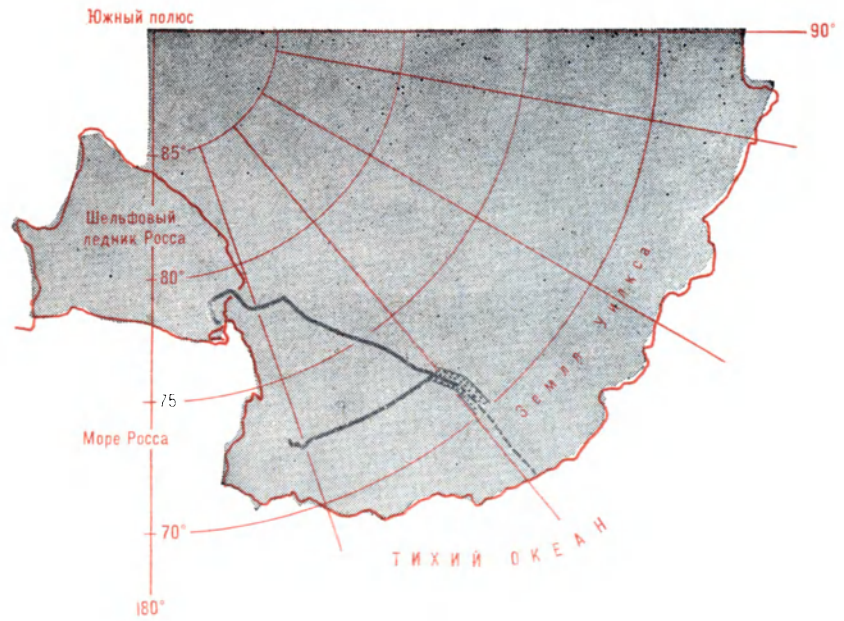 Южный полюс
90°
85°
Шельфовый
ледник Росса
80°
Земля Уилкса
75
Море Росса
70°
ТИХИЙ ОКЕАН
180°